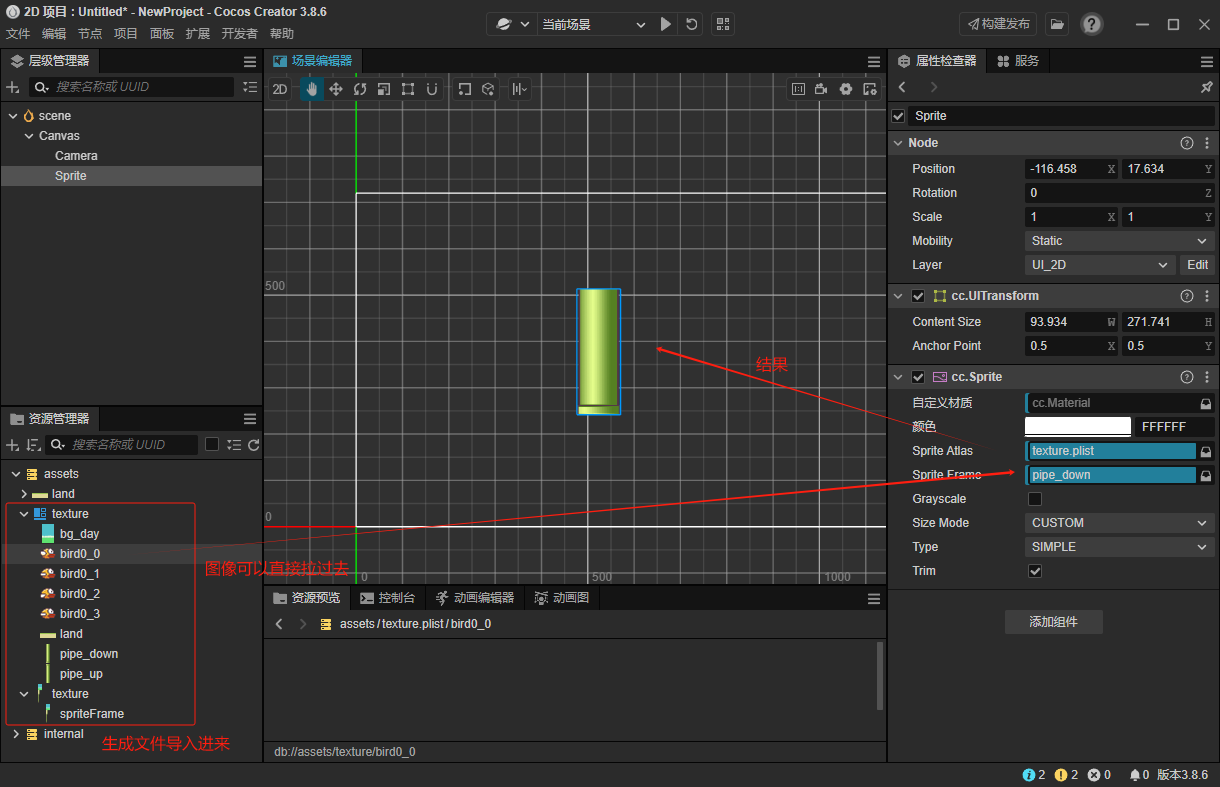 2D 项目 : Untitled* - NewProject - Cocos Creator 3.8.6
文件 编辑 节点 项目 面板 扩展 开发者 帮助
当前场景
构建发布
层级管理器
搜索名称或 UUID
scene
Canvas
Camera
Sprite
资源管理器
搜索名称或 UUID
assets
land
texture
bg_day
bird0_0
bird0_1
bird0_2
bird0_3
land
pipe_down
pipe_up
texture
spriteFrame
internal
生成文件导入进来
场景编辑器
2D
500
0
0
500
1000
结果
图像可以直接拉过去
资源预览 控制台 动画编辑器 动画图
assets / texture.plist / bird0_0
db://assets/texture/bird0_0
属性检查器 服务
Sprite
Node
Position -116.458 X 17.634 Y
Rotation 0 Z
Scale 1 X 1 Y
Mobility Static
Layer UI_2D Edit
cc.UITransform
Content Size 93.934 W 271.741 H
Anchor Point 0.5 X 0.5 Y
cc.Sprite
自定义材质 cc.Material
颜色 FFFFFF
Sprite Atlas texture.plist
Sprite Frame pipe_down
Grayscale
Size Mode CUSTOM
Type SIMPLE
Trim
添加组件
2 2 0 0 版本3.8.6